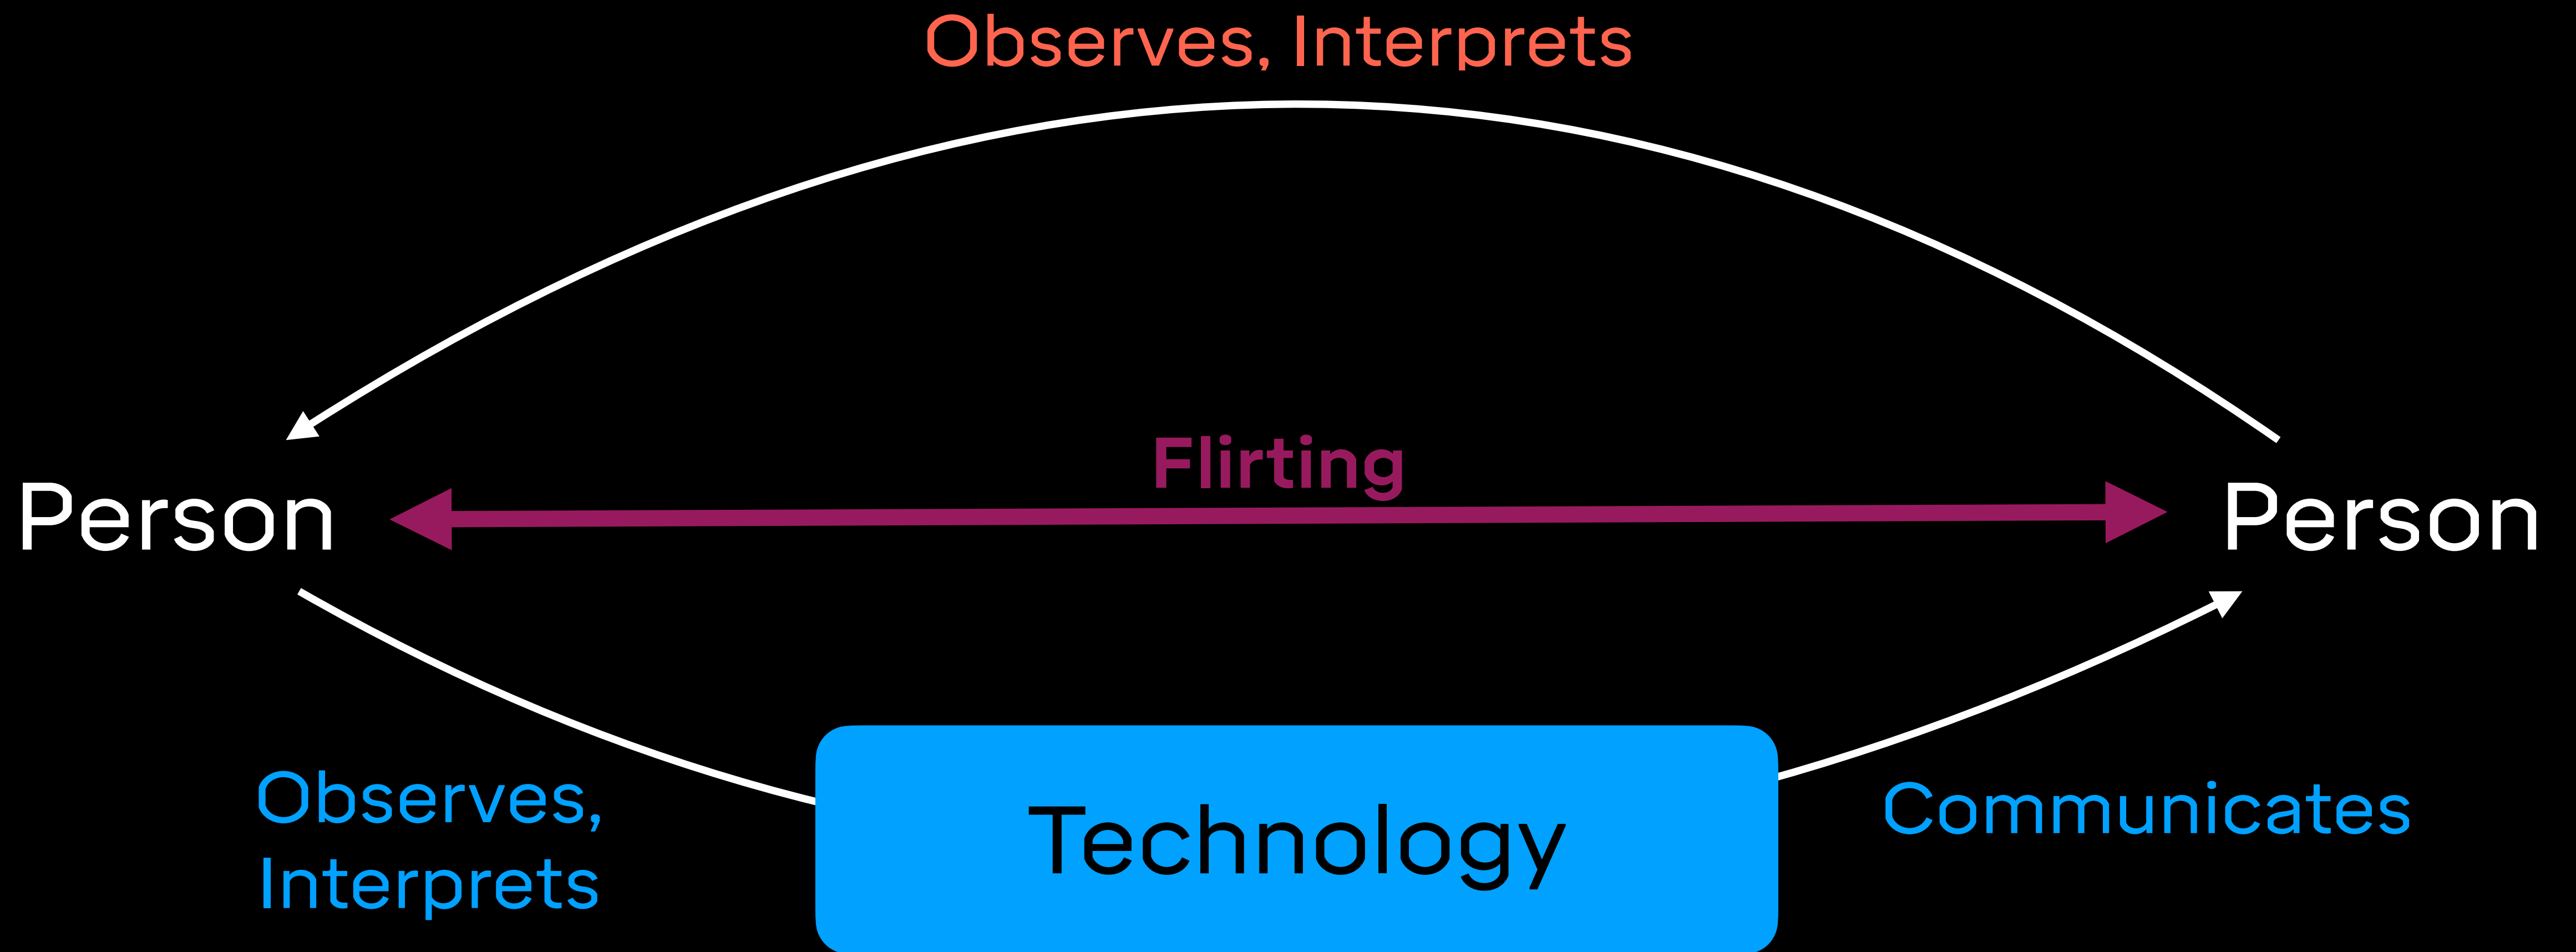 Observes, Interprets
Flirting
Person
Person
Observes,
Interprets
Technology
Communicates